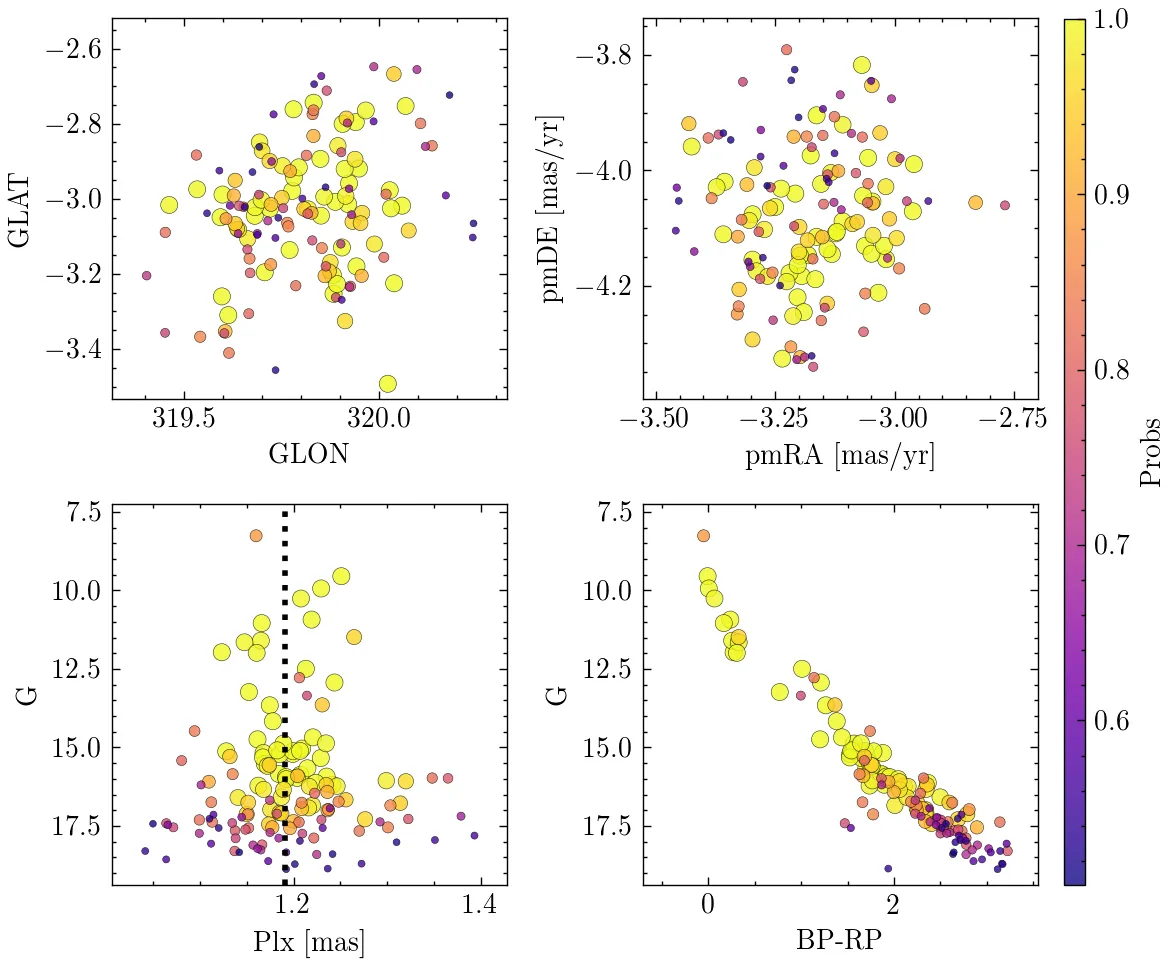 −2.6
−2.8
−3.0
−3.2
−3.4
GLAT
319.5 320.0
GLON
−3.8
−4.0
−4.2
pmDE [mas/yr]
−3.50 −3.25 −3.00 −2.75
pmRA [mas/yr]
7.5
10.0
12.5
15.0
17.5
G
1.2 1.4
Plx [mas]
7.5
10.0
12.5
15.0
17.5
G
0 2
BP-RP
1.0
0.9
0.8
0.7
0.6
Probs